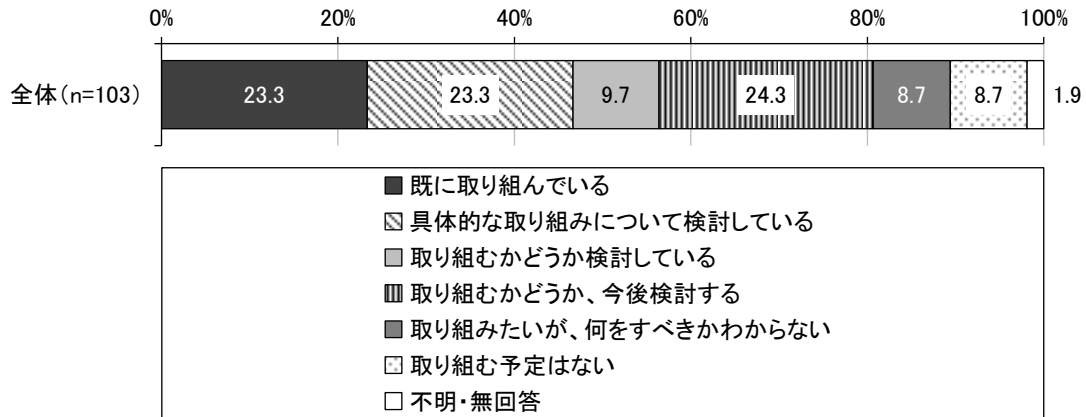 0% 20% 40% 60% 80% 100%
全体(n=103) 23.3 23.3 9.7 24.3 8.7 8.7 1.9
既に取り組んでいる
具体的な取り組みについて検討している
取り組むかどうか検討している
取り組むかどうか、今後検討する
取り組みたいが、何をすべきかわからない
取り組む予定はない
不明・無回答